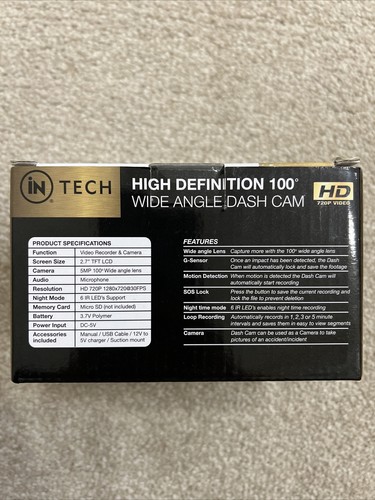 iN
®
TECH
HIGH DEFINITION 100°
WIDE ANGLE DASH CAM
HD
720P VIDEO
PRODUCT SPECIFICATIONS
Function Video Recorder & Camera
Screen Size 2.7" TFT LCD
Camera 5MP 100º Wide angle lens
Audio Microphone
Resolution HD 720P 1280x720@30FPS
Night Mode 6 IR LED's Support
Memory Card Micro SD (not included)
Battery 3.7V Polymer
Power Input DC-5V
Accessories included Manual / USB Cable / 12V to
5V charger / Suction mount
FEATURES
Wide angle Lens Capture more with the 100º wide angle lens
G-Sensor Once an impact has been detected, the Dash
Cam will automatically lock and save the footage
Motion Detection When motion is detected the Dash Cam will
automatically start recording
SOS Lock Press the button to save the current recording and
lock the file to prevent deletion
Night time mode 6 IR LED's enables night time recording
Loop Recording Automatically records in 1,2,3 or 5 minute
intervals and saves them in easy to view segments
Camera Dash Cam can be used as a Camera to take
pictures of an accident/incident